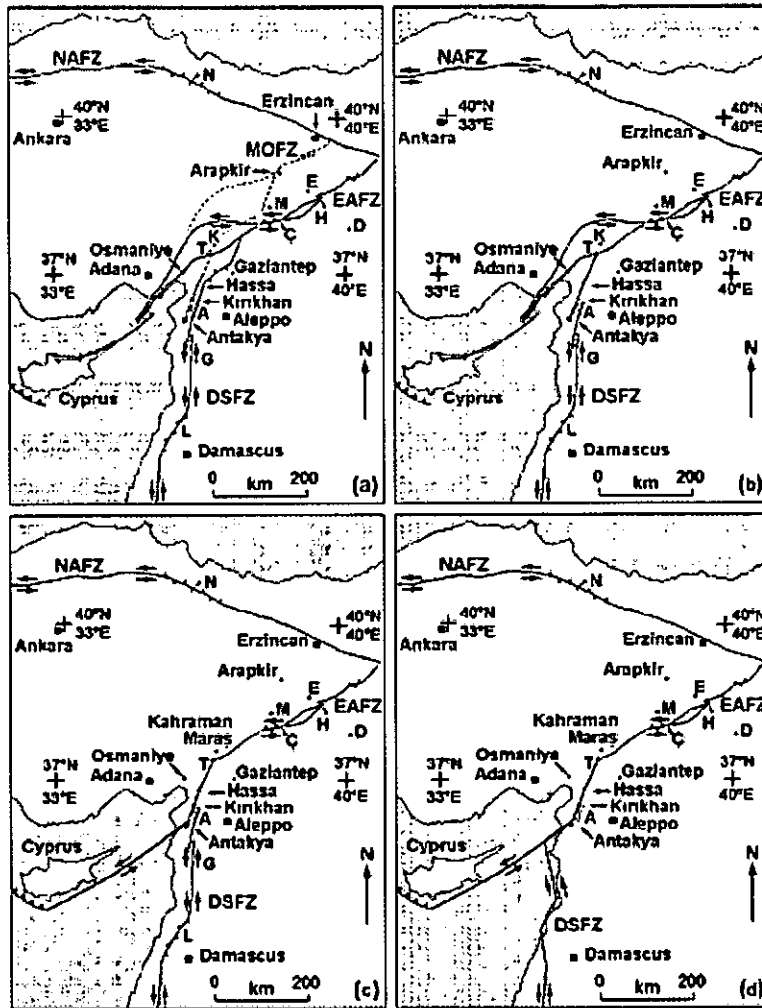 NAFZ
N
Erzincan
40°N
33°E
Ankara
40°N
40°E
MOFZ
Arapkir
E
M
EAFZ
H
D
Ç
K
T
Osmaniye
37°N
33°E
Adana
37°N
40°E
Gaziantep
Hassa
Kırıkhan
A
Aleppo
Antakya
G
N
Cyprus
DSFZ
L
Damascus
0 200
km
(a)
NAFZ
N
40°N
33°E
Ankara
40°N
40°E
Erzincan
Arapkir
E
M
EAFZ
H
D
Ç
K
T
Osmaniye
37°N
33°E
Adana
37°N
40°E
Gaziantep
Hassa
Kırıkhan
A
Aleppo
Antakya
G
N
Cyprus
DSFZ
L
Damascus
0 200
km
(b)
NAFZ
N
40°N
33°E
Ankara
40°N
40°E
Erzincan
Arapkir
E
M
EAFZ
H
D
Ç
Kahraman
Maraş
T
Osmaniye
37°N
33°E
Adana
37°N
40°E
Gaziantep
Hassa
Kırıkhan
A
Aleppo
Antakya
Cyprus
G
N
DSFZ
L
Damascus
0 200
km
(c)
NAFZ
N
40°N
33°E
Ankara
40°N
40°E
Erzincan
Arapkir
E
M
EAFZ
H
D
Ç
Kahraman
Maraş
T
Osmaniye
37°N
33°E
Adana
37°N
40°E
Gaziantep
Hassa
Kırıkhan
A
Aleppo
Antakya
Cyprus
N
DSFZ
Damascus
0 200
km
(d)